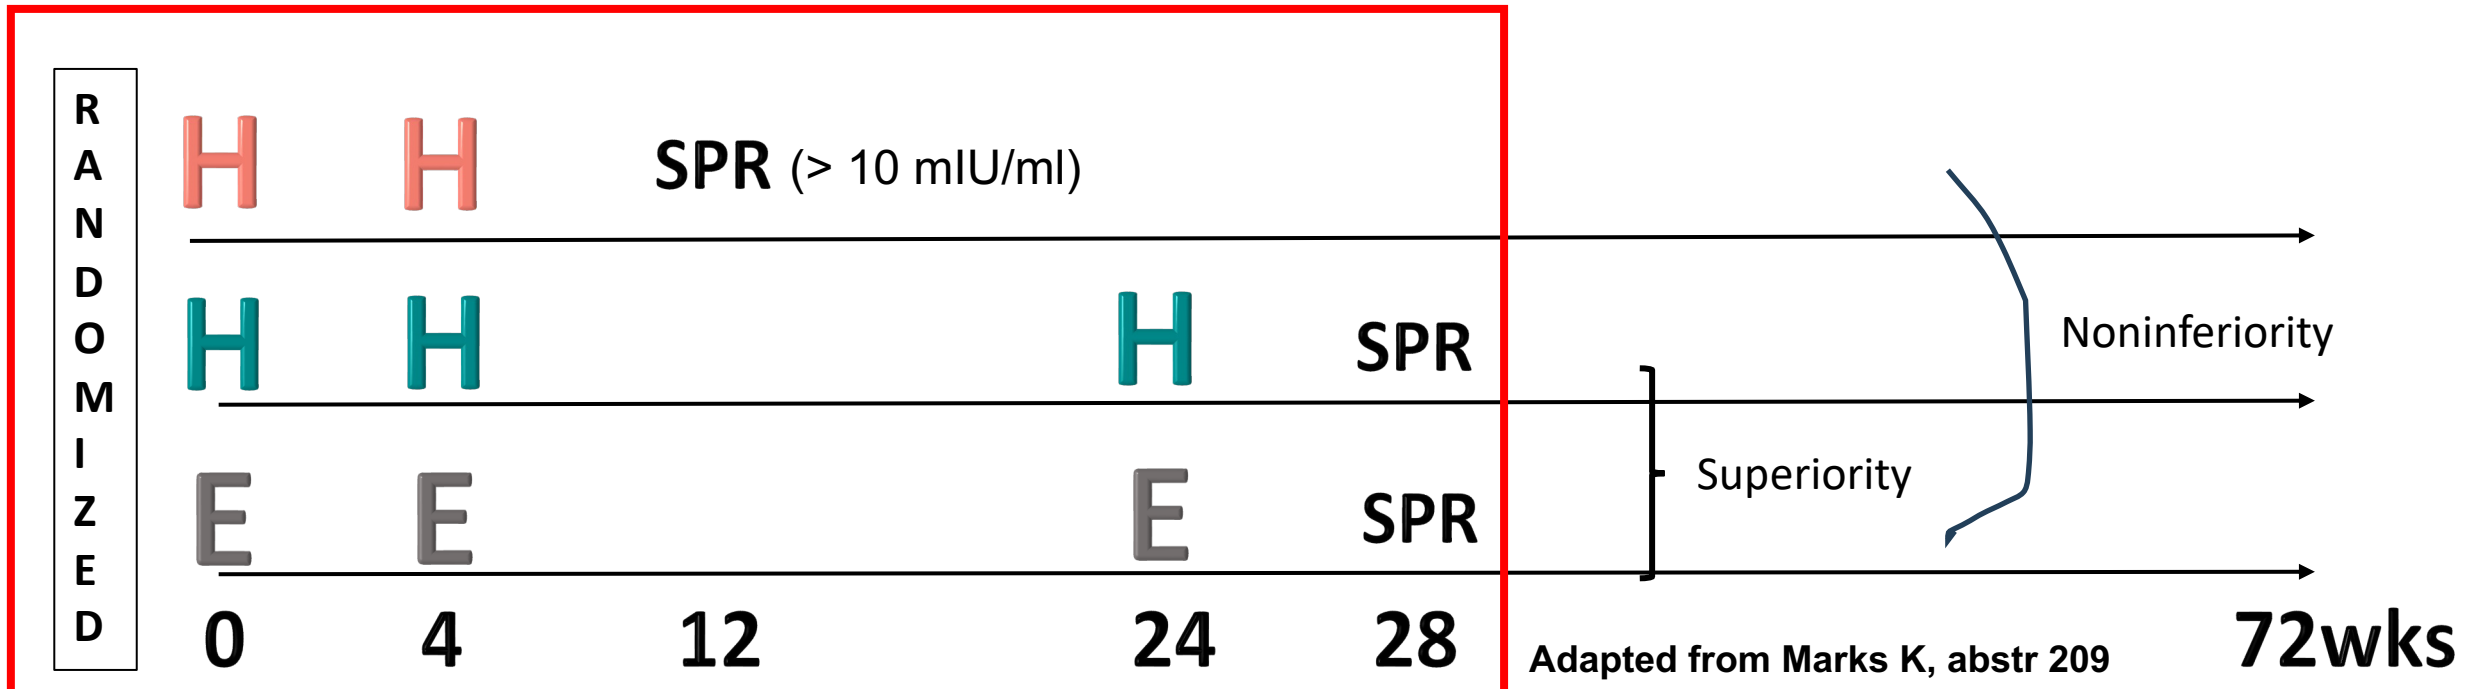 RANDOMIZED
H H SPR (> 10 mIU/ml)
H H H SPR
Noninferiority
E E E SPR
Superiority
0 4 12 24 28 72wks
Adapted from Marks K, abstr 209